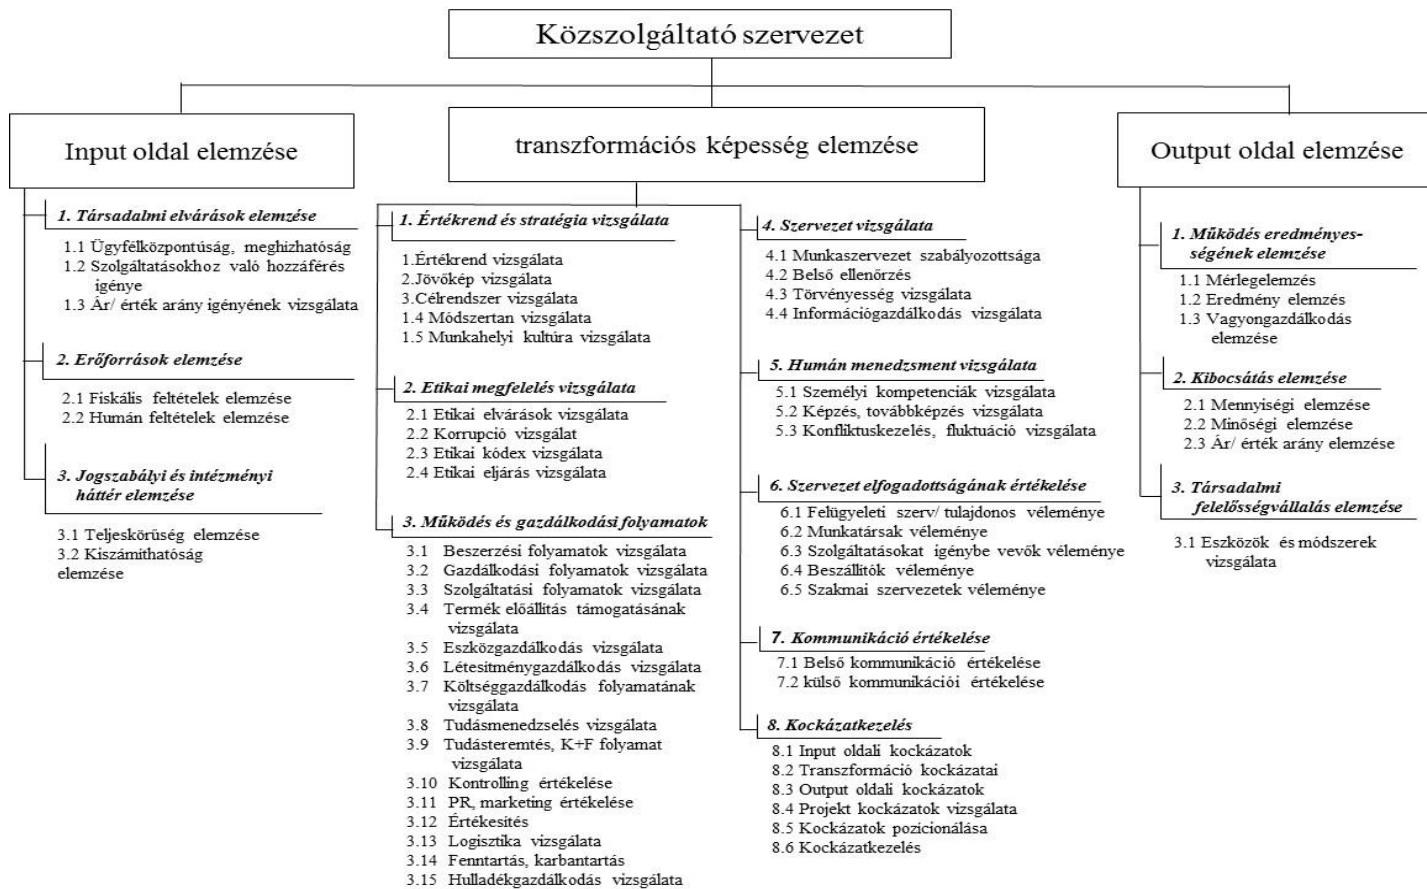 Közszolgáltató szervezet
Input oldal elemzése
1. Társadalmi elvárások elemzése
1.1 Ügyfélközpontúság, meghizhatóság
1.2 Szolgáltatásokhoz való hozzáférés
igénye
1.3 Ár/ érték arány igényének vizsgálata
2. Erőforrások elemzése
2.1 Fiskális feltételek elemzése
2.2 Humán feltételek elemzése
3. Jogszabályi és intézményi
háttér elemzése
3.1 Teljeskörüség elemzése
3.2 Kiszámíthatóság
elemzése
transzformációs képesség elemzése
1. Értékrend és stratégia vizsgálata
1.Értékrend vizsgálata
2.Jövőkép vizsgálata
3.Célrendszer vizsgálata
1.4 Módszertan vizsgálata
1.5 Munkahelyi kultúra vizsgálata
2. Etikai megfelelés vizsgálata
2.1 Etikai elvárások vizsgálata
2.2 Korrupció vizsgálat
2.3 Etikai kódex vizsgálata
2.4 Etikai eljárás vizsgálata
3. Működés és gazdálkodási folyamatok
3.1 Beszerzési folyamatok vizsgálata
3.2 Gazdálkodási folyamatok vizsgálata
3.3 Szolgáltatási folyamatok vizsgálata
3.4 Termék előállítás támogatásának
vizsgálata
3.5 Eszközgazdálkodás vizsgálata
3.6 Létesitménygazdálkodás vizsgálata
3.7 Költséggazdálkodás folyamatának
vizsgálata
3.8 Tudásmenedzselés vizsgálata
3.9 Tudásteremtés, K+F folyamat
vizsgálata
3.10 Kontrolling értékelése
3.11 PR, marketing értékelése
3.12 Értékesítés
3.13 Logisztika vizsgálata
3.14 Fenntartás, karbantartás
3.15 Hulladékgazdálkodás vizsgálata
4. Szervezet vizsgálata
4.1 Munkaszervezet szabályozottsága
4.2 Belső ellenőrzés
4.3 Törvényesség vizsgálata
4.4 Információgazdálkodás vizsgálata
5. Humán menedzsment vizsgálata
5.1 Személyi kompetenciák vizsgálata
5.2 Képzés, továbbképzés vizsgálata
5.3 Konfliktuskezelés, fluktuáció vizsgálata
6. Szervezet elfogadottságának értékelése
6.1 Felügyeleti szerv/ tulajdonos véleménye
6.2 Munkatársak véleménye
6.3 Szolgáltatásokat igénybe vevők véleménye
6.4 Beszállítók véleménye
6.5 Szakmai szervezetek véleménye
7. Kommunikáció értékelése
7.1 Belső kommunikáció értékelése
7.2 külső kommunikációi értékelése
8. Kockázatkezelés
8.1 Input oldali kockázatok
8.2 Transzformáció kockázatai
8.3 Output oldali kockázatok
8.4 Projekt kockázatok vizsgálata
8.5 Kockázatok pozicionálása
8.6 Kockázatkezelés
Output oldal elemzése
1. Működés eredményes-
ségének elemzése
1.1 Mérlegelemzés
1.2 Eredmény elemzés
1.3 Vagyongazdálkodás
elemzése
2. Kibocsátás elemzése
2.1 Mennyiségi elemzése
2.2 Minőségi elemzése
2.3 Ár/ érték arány elemzése
3. Társadalmi
felelősségvállalás elemzése
3.1 Eszközök és módszerek
vizsgálata